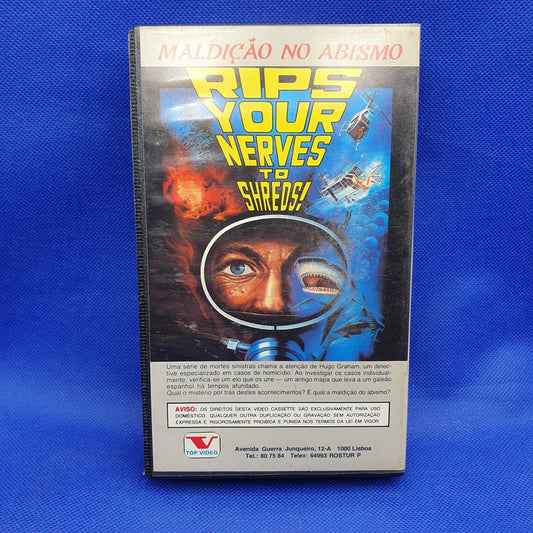 MALDIÇÃO NO ABISMO
RIPS
YOUR
NERVES
TO
SHREDS!
Uma série de mortes sinistras chama a atenção de Hugo Graham, um detec-
tive especializado em casos de homicídio. Ao investigar os casos individual-
mente, verifica-se um elo que os une — um antigo mapa que leva a um galeão
espanhol há tempos afundado.
Qual o mistério por trás destes acontecimentos? E qual a maldição do abismo?
AVISO: OS DIREITOS DESTA VIDEO CASSETTE SÃO EXCLUSIVAMENTE PARA USO
DOMÉSTICO. QUALQUER OUTRA DUPLICAÇÃO OU GRAVAÇÃO SEM AUTORIZAÇÃO
EXPRESSA É RIGOROSAMENTE PROIBIDA E PUNIDA NOS TERMOS DA LEI EM VIGOR.
V
TOP VIDEO
Avenida Guerra Junqueiro, 12-A 1000 Lisboa
Tel.: 80 75 84 Telex: 64993 ROSTUR P